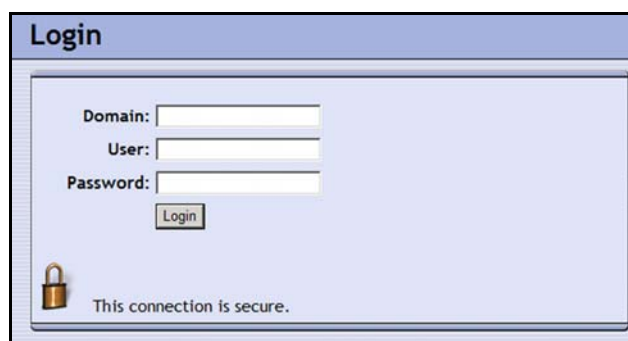 Login
Domain:
User:
Password:
Login
This connection is secure.